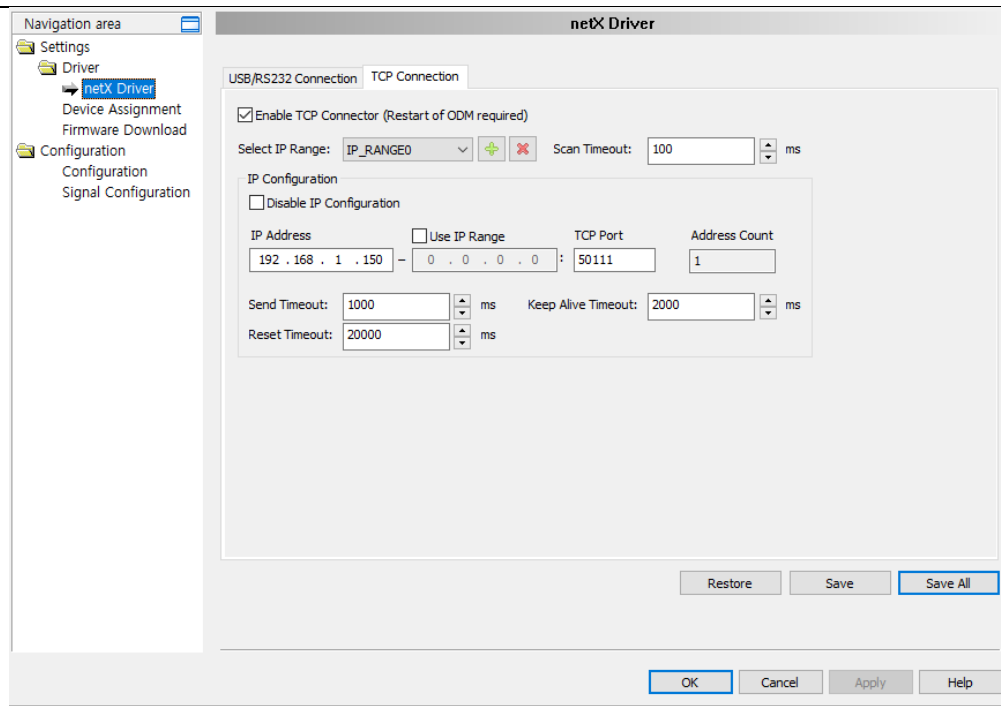 Navigation area
netX Driver
Settings
Driver
netX Driver
Device Assignment
Firmware Download
Configuration
Configuration
Signal Configuration
USB/RS232 Connection TCP Connection
Enable TCP Connector (Restart of ODM required)
Select IP Range: IP_RANGE0 Scan Timeout: 100 ms
IP Configuration
Disable IP Configuration
IP Address Use IP Range TCP Port Address Count
192 . 168 . 1 . 150 – 0 . 0 . 0 . 0 : 50111 1
Send Timeout: 1000 ms Keep Alive Timeout: 2000 ms
Reset Timeout: 20000 ms
Restore Save Save All
OK Cancel Apply Help